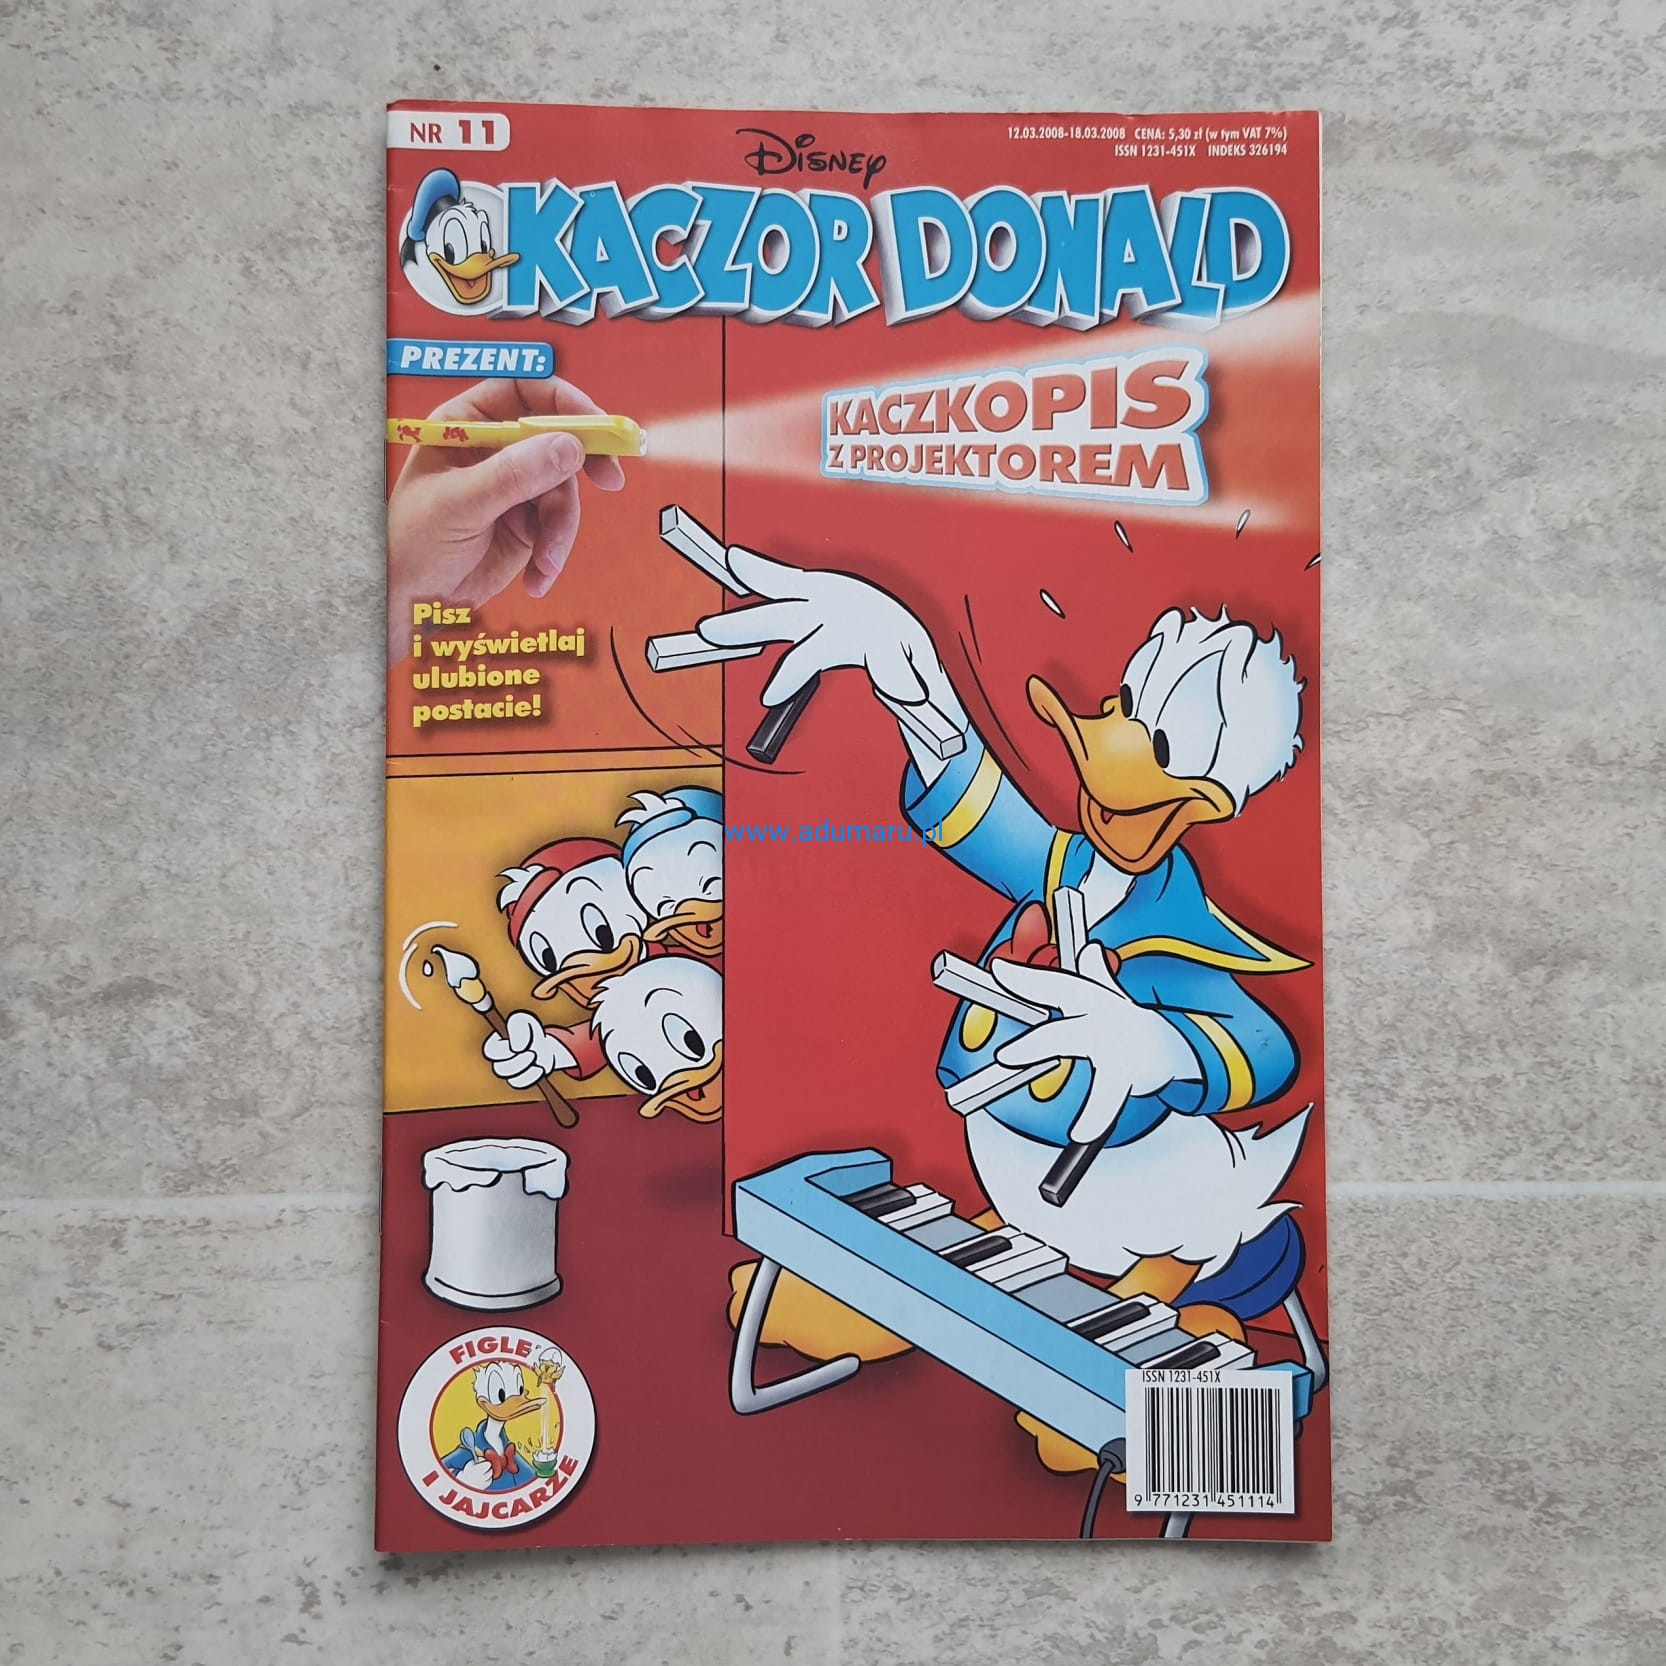 NR 11
Disney
12.03.2008-18.03.2008 CENA: 5,30 zł (w tym VAT 7%)
ISSN 1231-451X INDEKS 326194
KACZOR DONALD
PREZENT:
KACZKOPIS
Z PROJEKTOREM
Pisz
i wyświetlaj
ulubione
postacie!
www.adumaru.pl
FIGLE
I JAJCARZE
ISSN 1231-451X
9 771231 451114